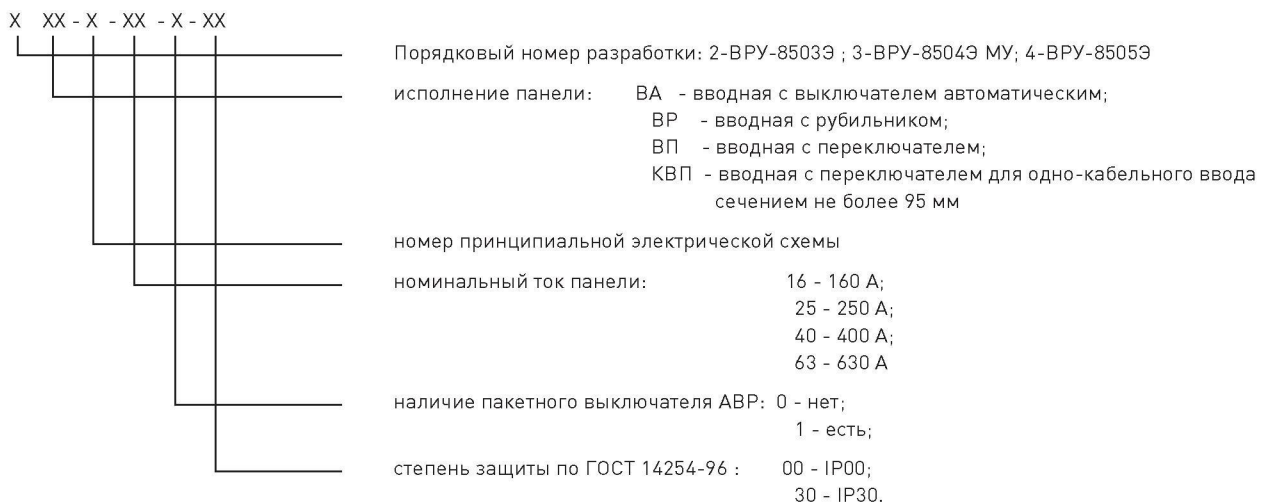 X XX - X - XX - X - XX
Порядковый номер разработки: 2-ВРУ-8503Э ; 3-ВРУ-8504Э МУ; 4-ВРУ-8505Э
исполнение панели: ВА - вводная с выключателем автоматическим;
ВР - вводная с рубильником;
ВП - вводная с переключателем;
КВП - вводная с переключателем для одно-кабельного ввода
сечением не более 95 мм
номер принципиальной электрической схемы
номинальный ток панели: 16 - 160 А;
25 - 250 А;
40 - 400 А;
63 - 630 А
наличие пакетного выключателя АВР: 0 - нет;
1 - есть;
степень защиты по ГОСТ 14254-96 : 00 - IP00;
30 - IP30.